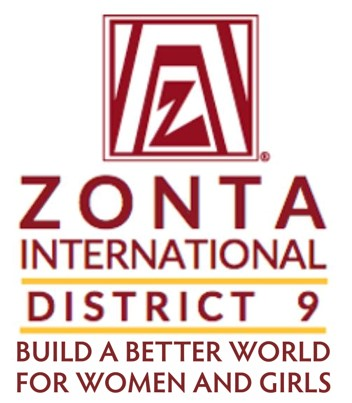 Z
®
ZONTA
INTERNATIONAL
DISTRICT 9
BUILD A BETTER WORLD
FOR WOMEN AND GIRLS